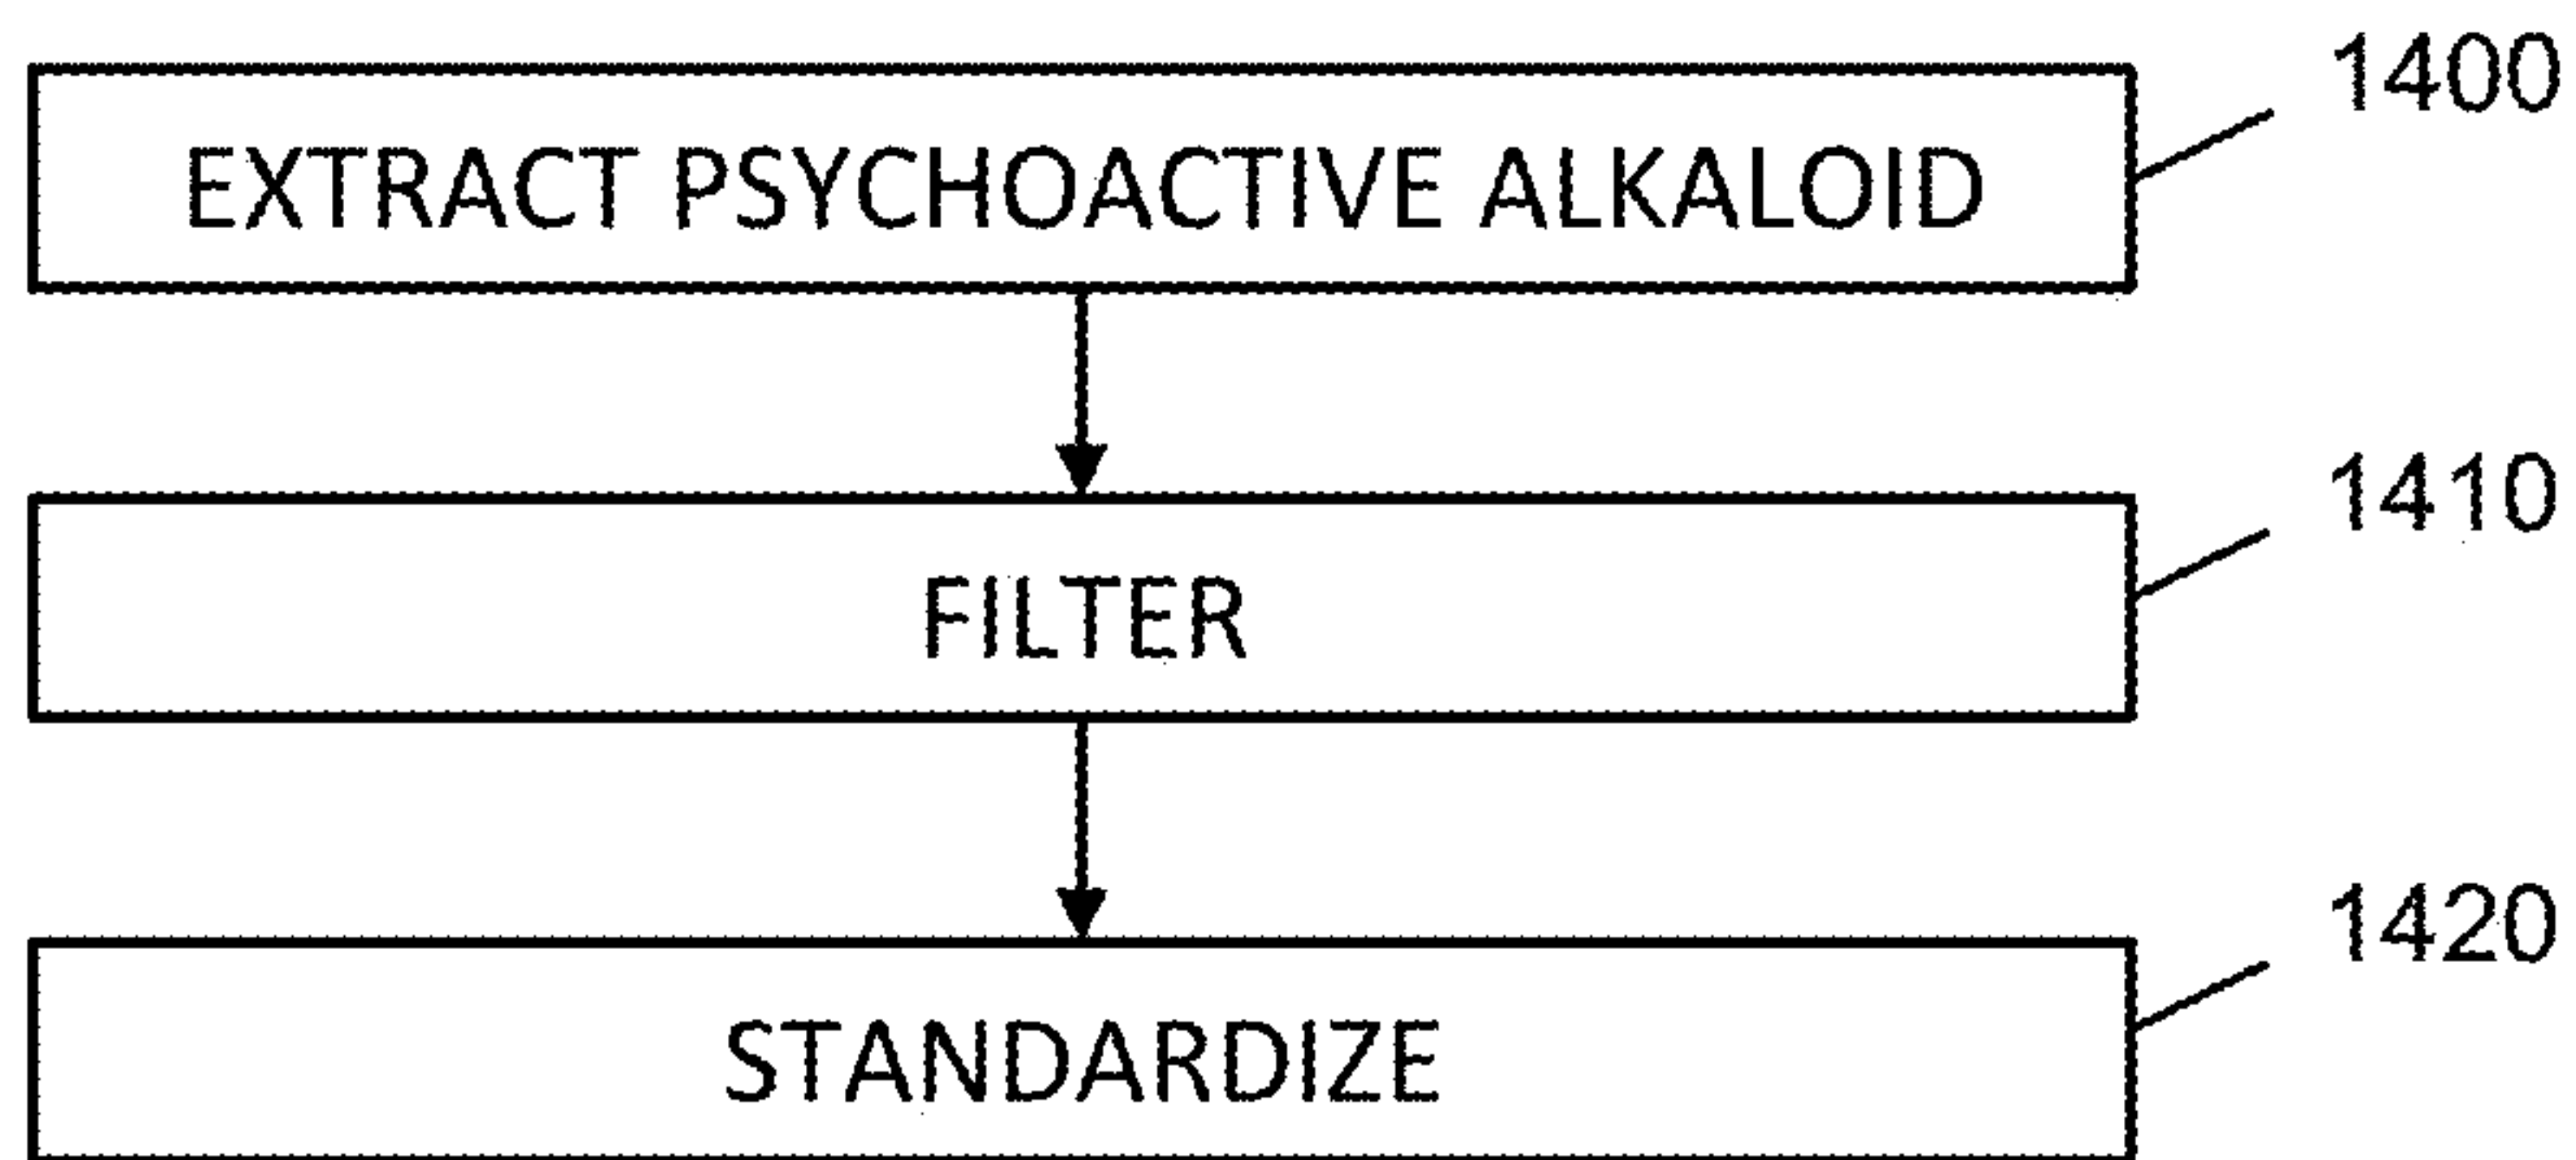 1400
EXTRACT PSYCHOACTIVE ALKALOID
1410
FILTER
1420
STANDARDIZE